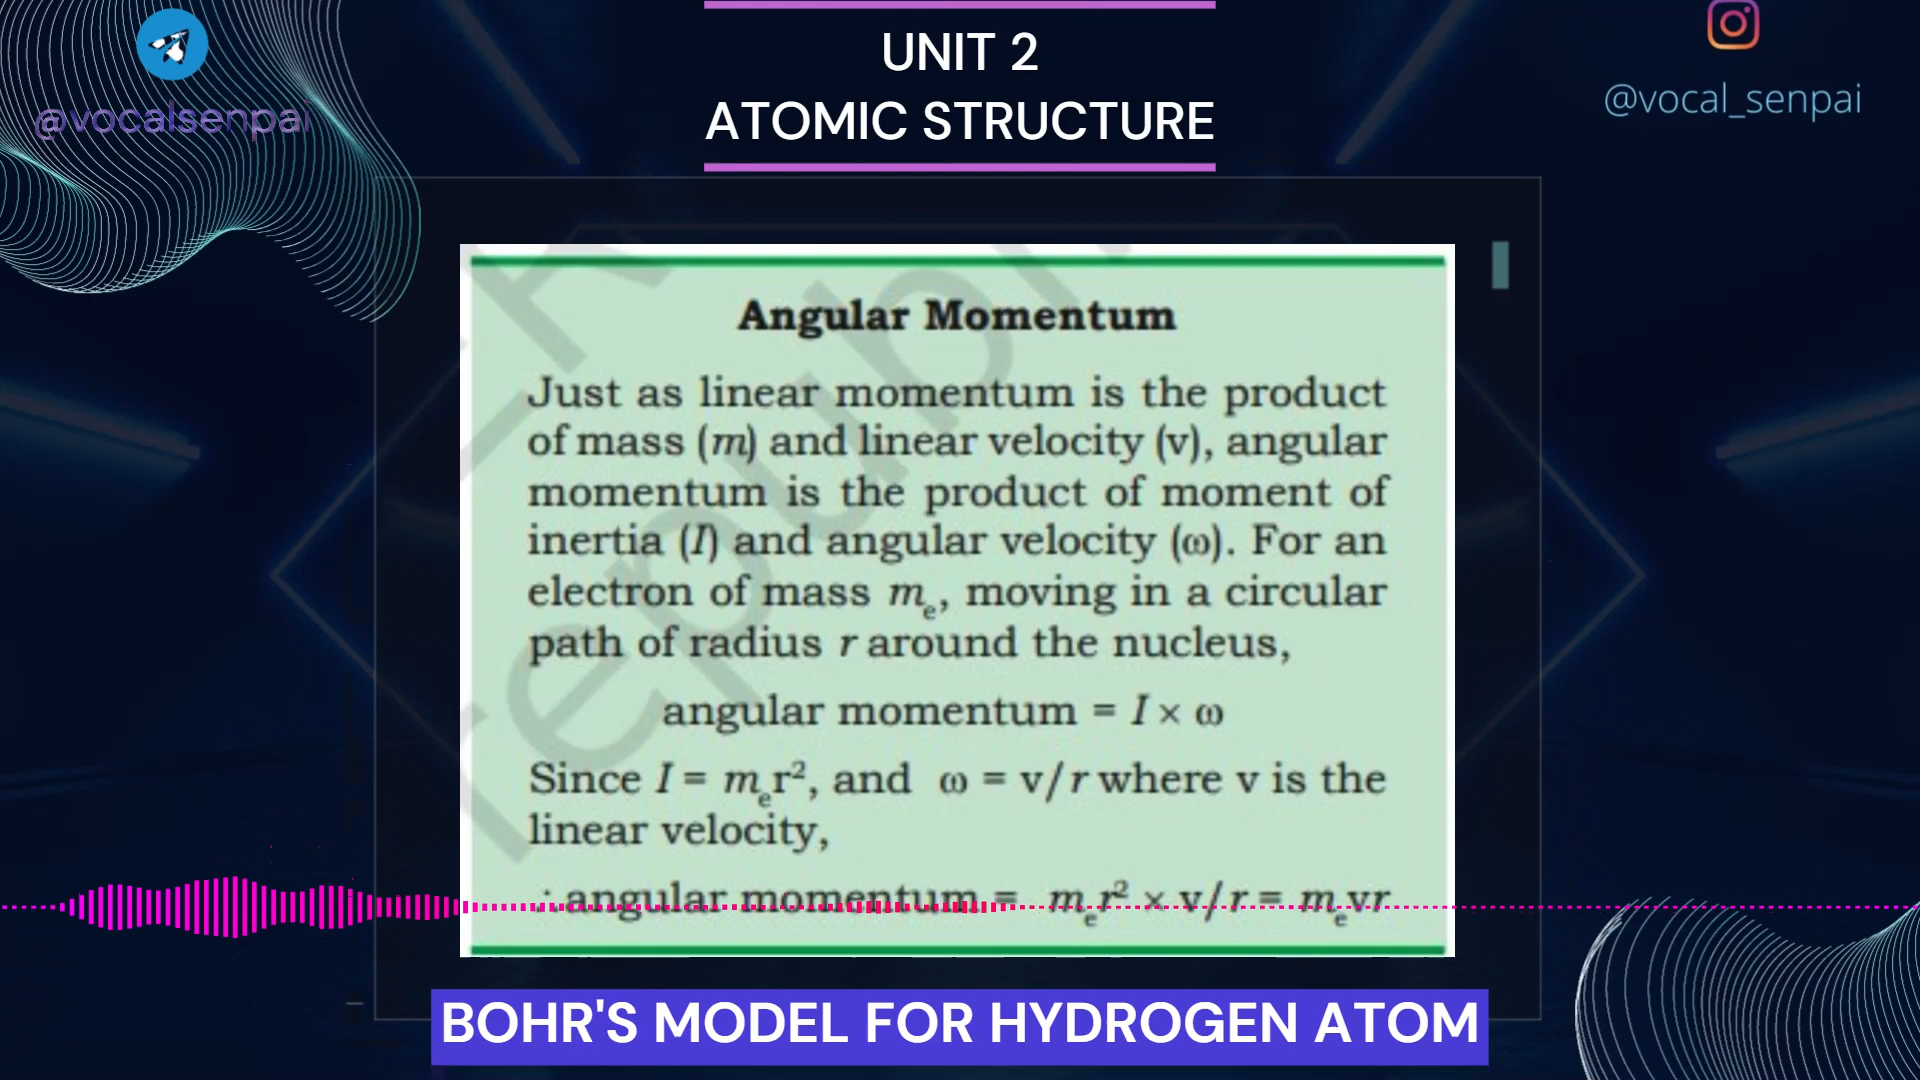 UNIT 2
ATOMIC STRUCTURE
@vocalsenpai
@vocal_senpai
Angular Momentum
Just as linear momentum is the product
of mass (m) and linear velocity (v), angular
momentum is the product of moment of
inertia (I) and angular velocity (ω). For an
electron of mass mₑ, moving in a circular
path of radius r around the nucleus,
angular momentum = I × ω
Since I = mₑr², and ω = v/r where v is the
linear velocity,
∴ angular momentum = mₑr² × v/r = mₑvr
BOHR'S MODEL FOR HYDROGEN ATOM